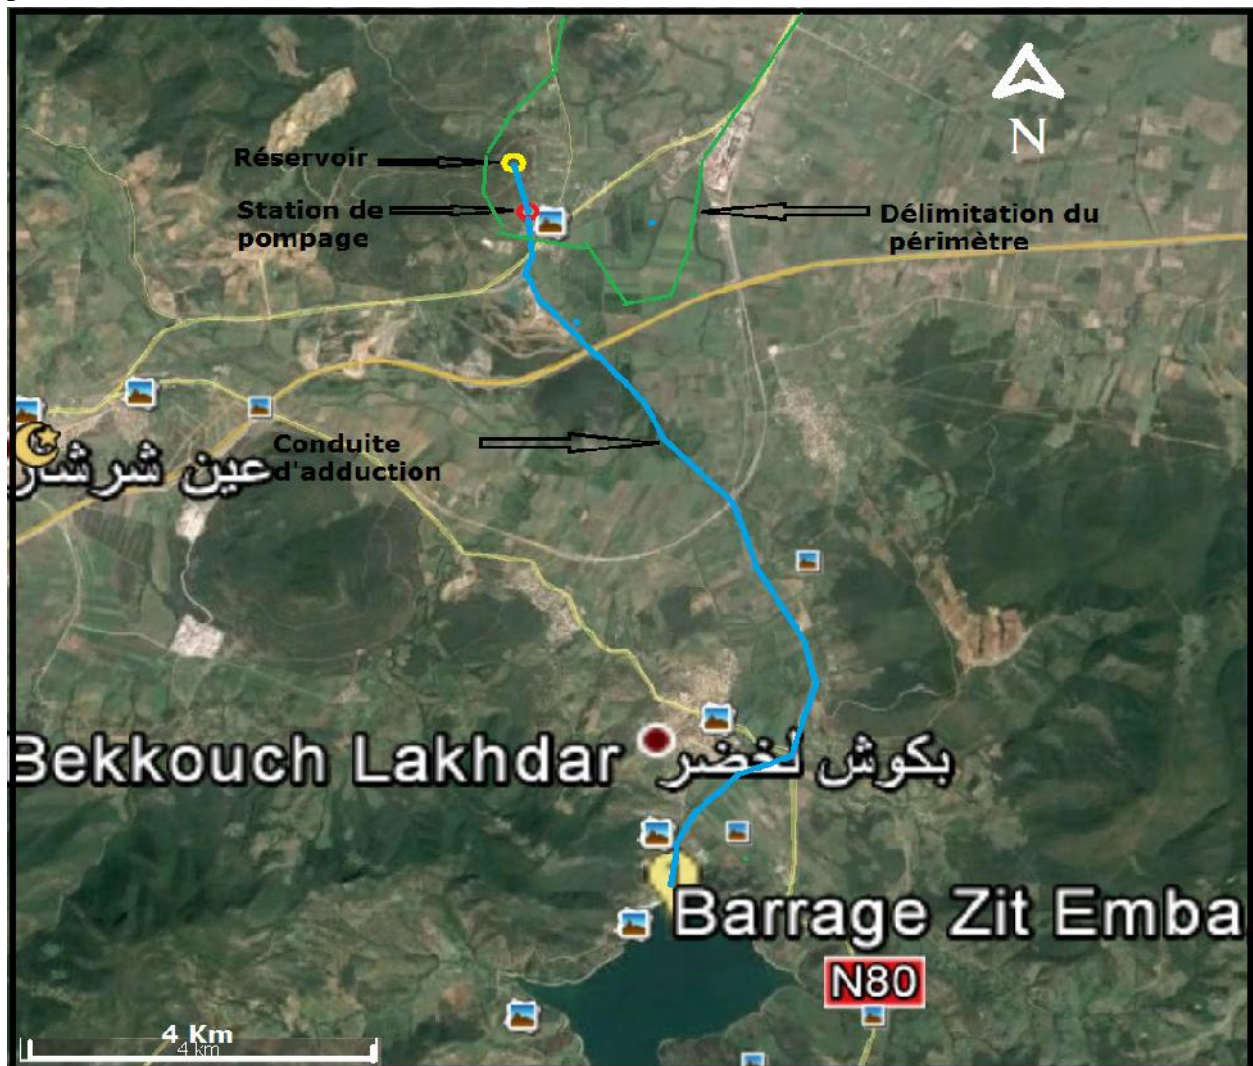 N
Réservoir
Station de
pompage
Délimitation du
périmètre
Conduite
d'adduction
عين شرشار
Bekkouch Lakhdar بكوش لخضر
Barrage Zit Emba
N80
4 Km
4 km